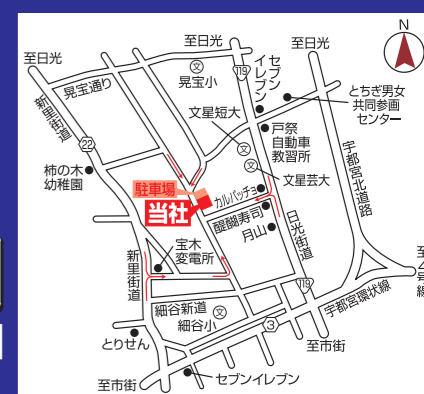 N
至日光
至日光
至日光
晃宝通り
文
晃宝小
119
セブン
イレブン
とちぎ男女
共同参画
センター
新里街道
22
文星短大
文
戸祭
自動車
教習所
文
文星芸大
柿の木
幼稚園
駐車場
当社
カルパッチョ
醍醐寿司
月山
日光街道
宇都宮北道路
宝木
変電所
新里街道
119
宇都宮環状線
細谷新道
細谷小
文
3
とりせん
至市街
至市街
セブンイレブン